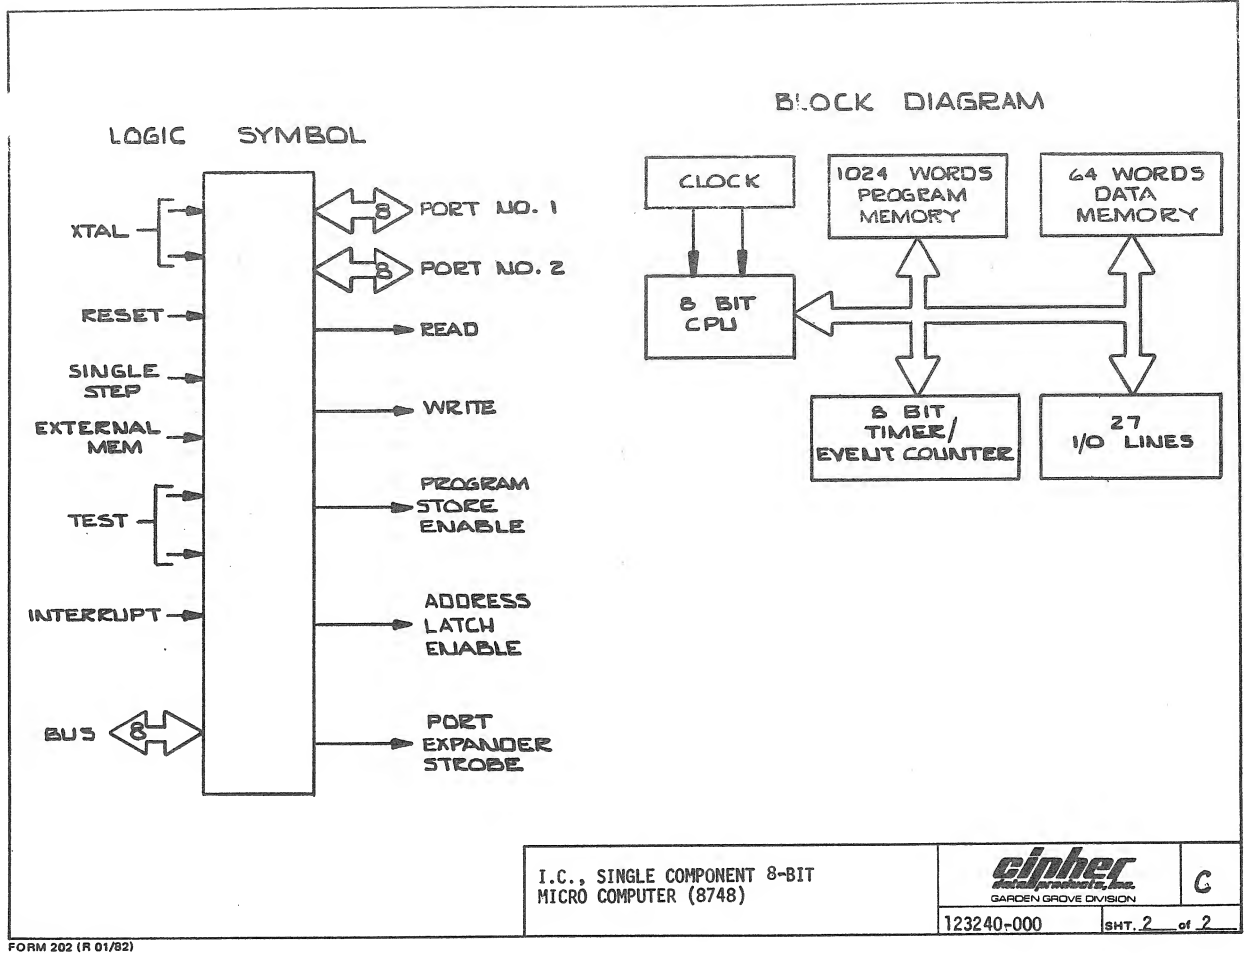 BLOCK DIAGRAM
LOGIC SYMBOL
XTAL
RESET
SINGLE
STEP
EXTERNAL
MEM
TEST
INTERRUPT
BUS
8
8
PORT NO. 1
8
PORT NO. 2
READ
WRITE
PROGRAM
STORE
ENABLE
ADDRESS
LATCH
ENABLE
PORT
EXPANDER
STROBE
CLOCK
8 BIT
CPU
1024 WORDS
PROGRAM
MEMORY
64 WORDS
DATA
MEMORY
8 BIT
TIMER/
EVENT COUNTER
27
I/O LINES
I.C., SINGLE COMPONENT 8-BIT
MICRO COMPUTER (8748)
cipher
data products, inc.
GARDEN GROVE DIVISION
C
123240-000
SHT. 2 of 2
FORM 202 (R 01/82)